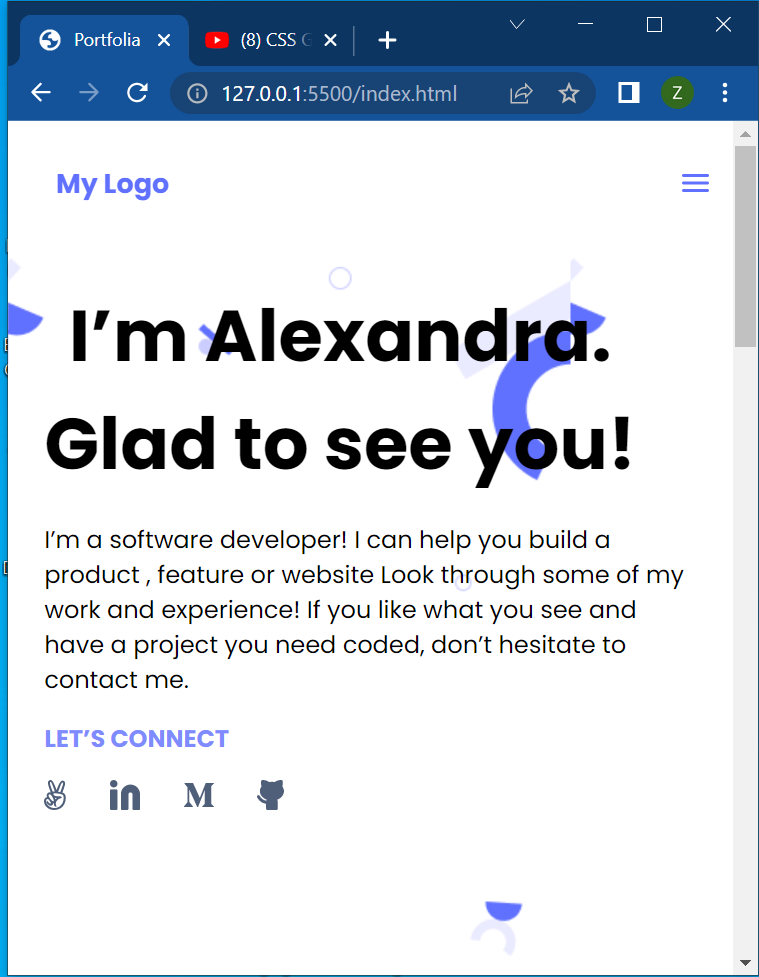 Portfolia
(8) CSS G
127.0.0.1:5500/index.html
Z
My Logo
I’m Alexandra.
Glad to see you!
I’m a software developer! I can help you build a
product , feature or website Look through some of my
work and experience! If you like what you see and
have a project you need coded, don’t hesitate to
contact me.
LET’S CONNECT